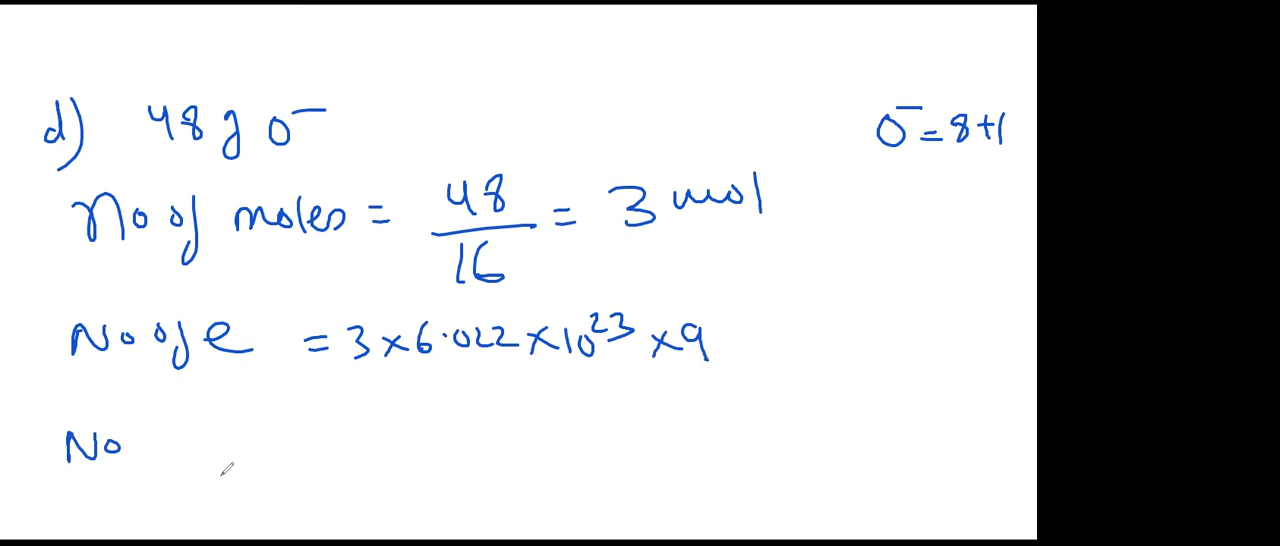 d) 48 g O⁻
O⁻ = 8+1
No of moles = 48/16 = 3 mol
No of e = 3×6.022×10²³ ×9
No